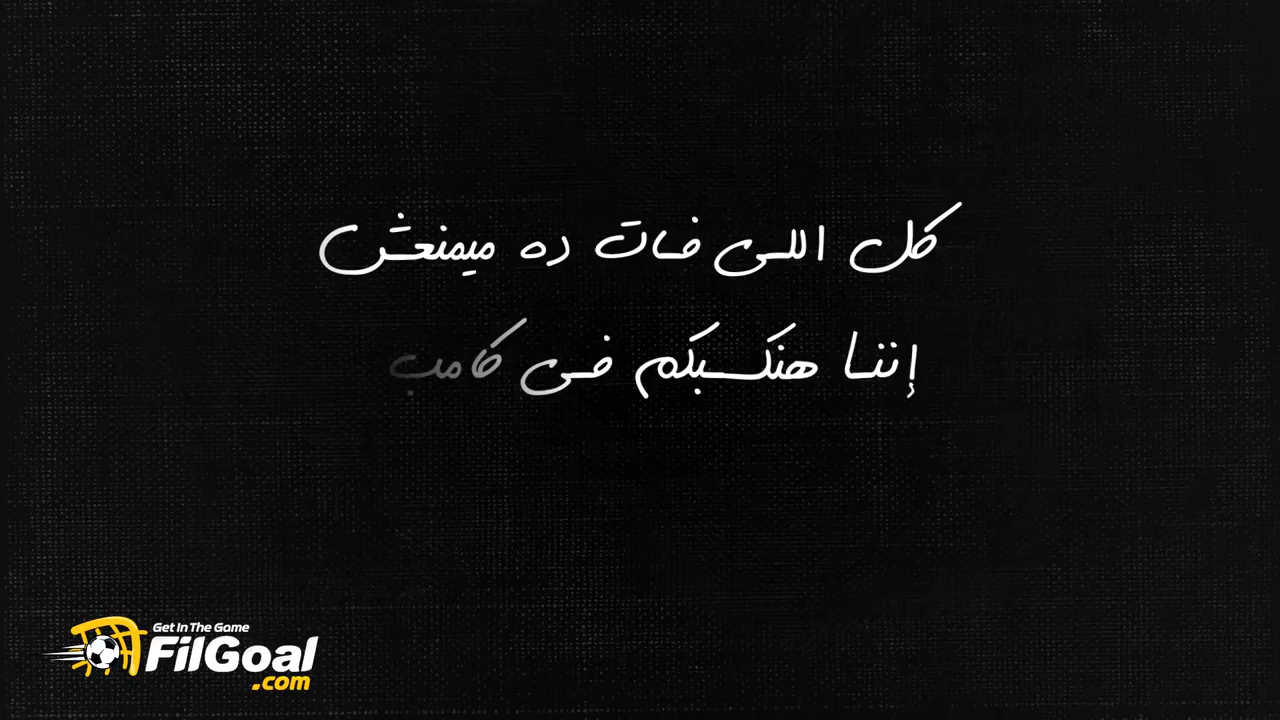 كل اللى فات ده ميمنعش
إننا هنكسبكم فى كامب
Get In The Game
FilGoal
.com